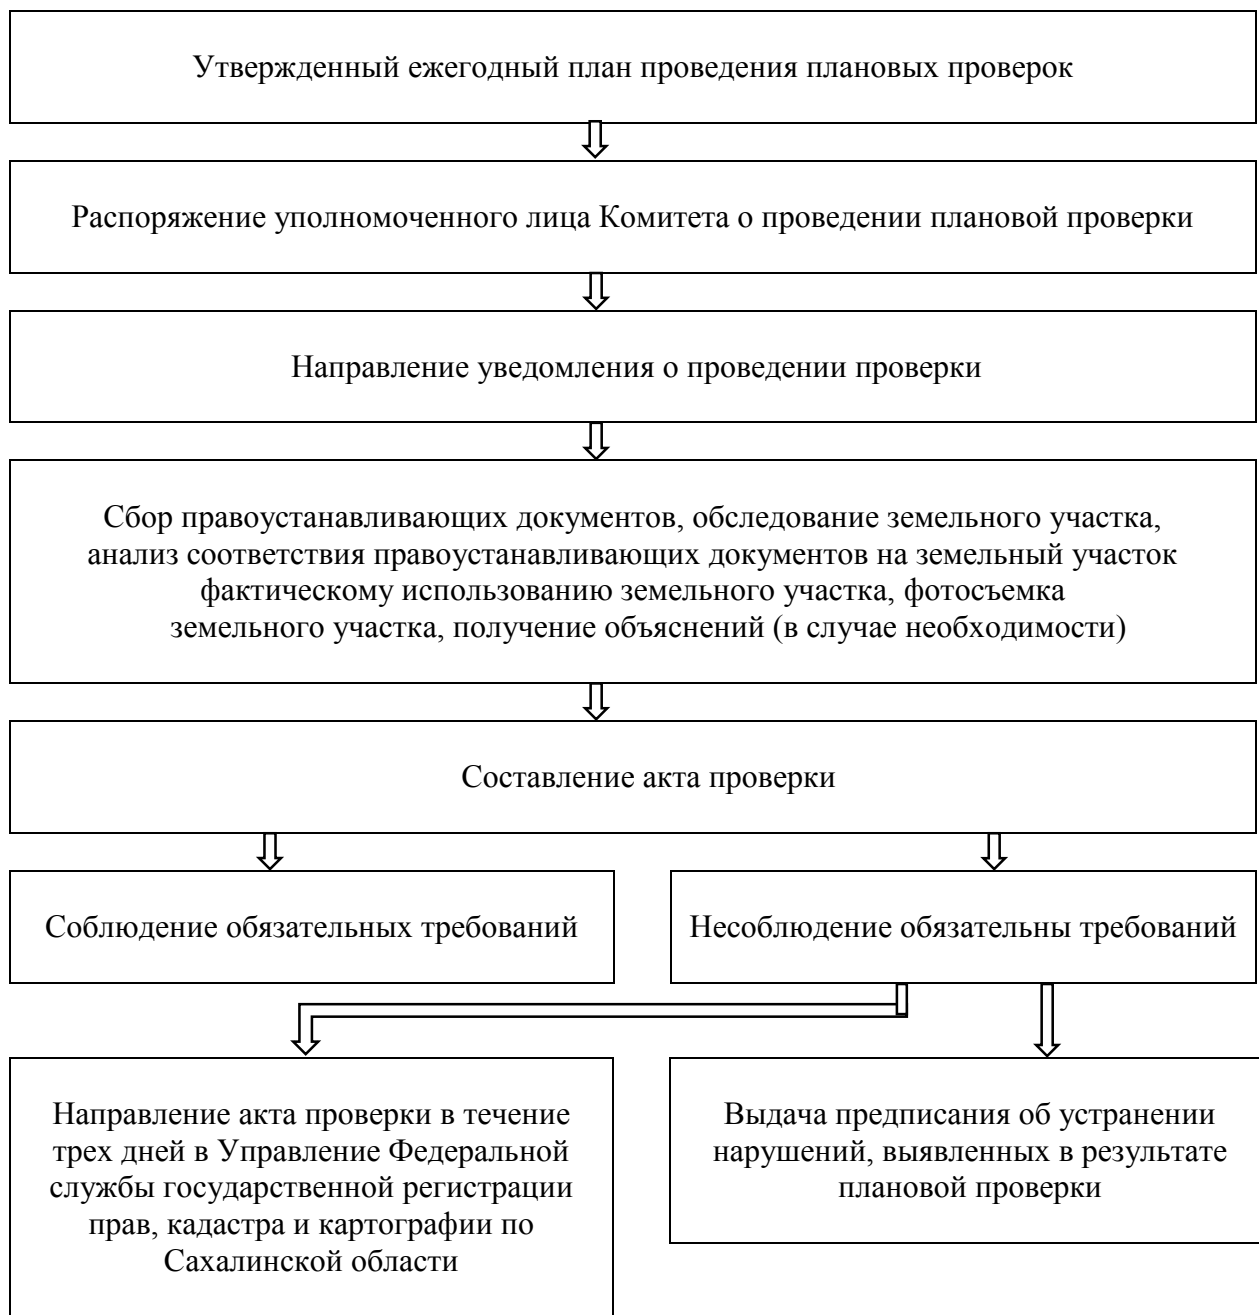 Утвержденный ежегодный план проведения плановых проверок
Распоряжение уполномоченного лица Комитета о проведении плановой проверки
Направление уведомления о проведении проверки
Сбор правоустанавливающих документов, обследование земельного участка,
анализ соответствия правоустанавливающих документов на земельный участок
фактическому использованию земельного участка, фотосъемка
земельного участка, получение объяснений (в случае необходимости)
Составление акта проверки
Соблюдение обязательных требований
Несоблюдение обязательны требований
Направление акта проверки в течение
трех дней в Управление Федеральной
службы государственной регистрации
прав, кадастра и картографии по
Сахалинской области
Выдача предписания об устранении
нарушений, выявленных в результате
плановой проверки